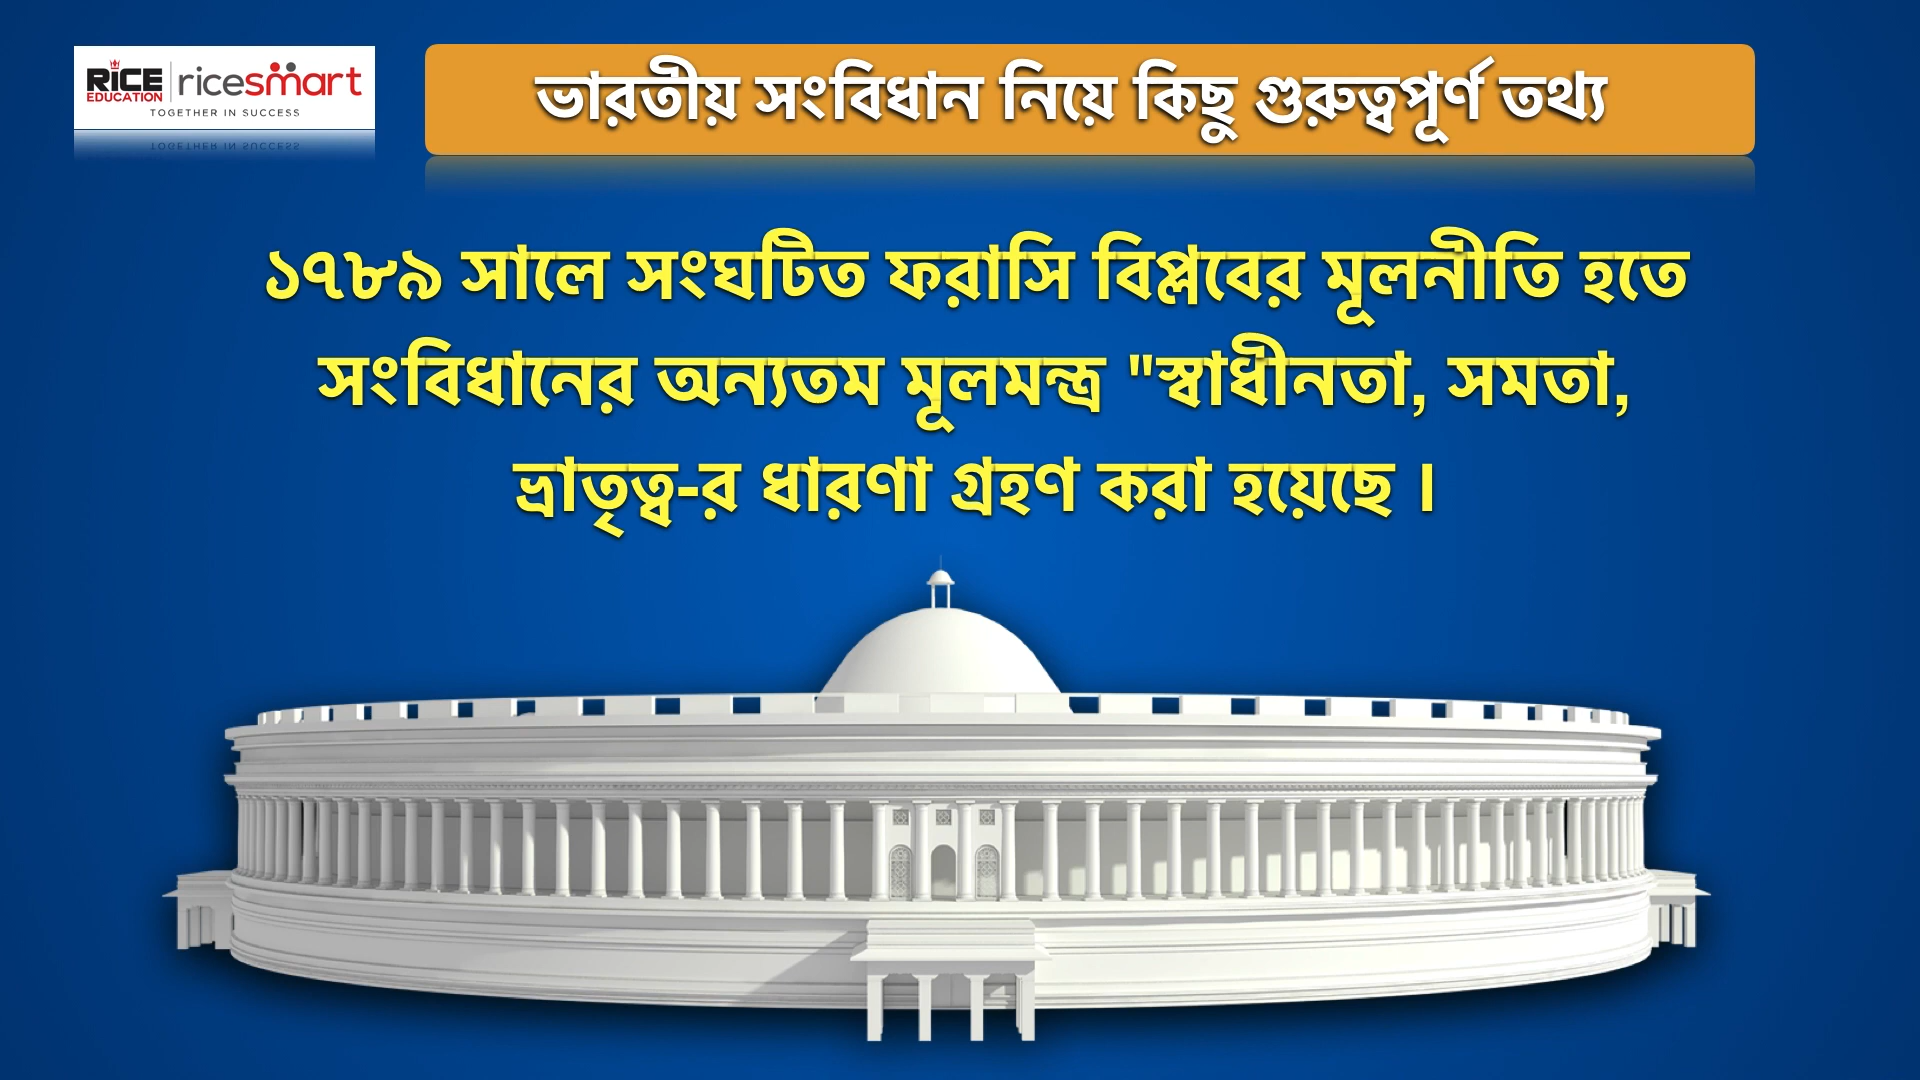 RICE
EDUCATION
ricesmart
TOGETHER IN SUCCESS
ভারতীয় সংবিধান নিয়ে কিছু গুরুত্বপূর্ণ তথ্য
১৭৮৯ সালে সংঘটিত ফরাসি বিপ্লবের মূলনীতি হতে
সংবিধানের অন্যতম মূলমন্ত্র "স্বাধীনতা, সমতা,
ভ্রাতৃত্ব-র ধারণা গ্রহণ করা হয়েছে ।